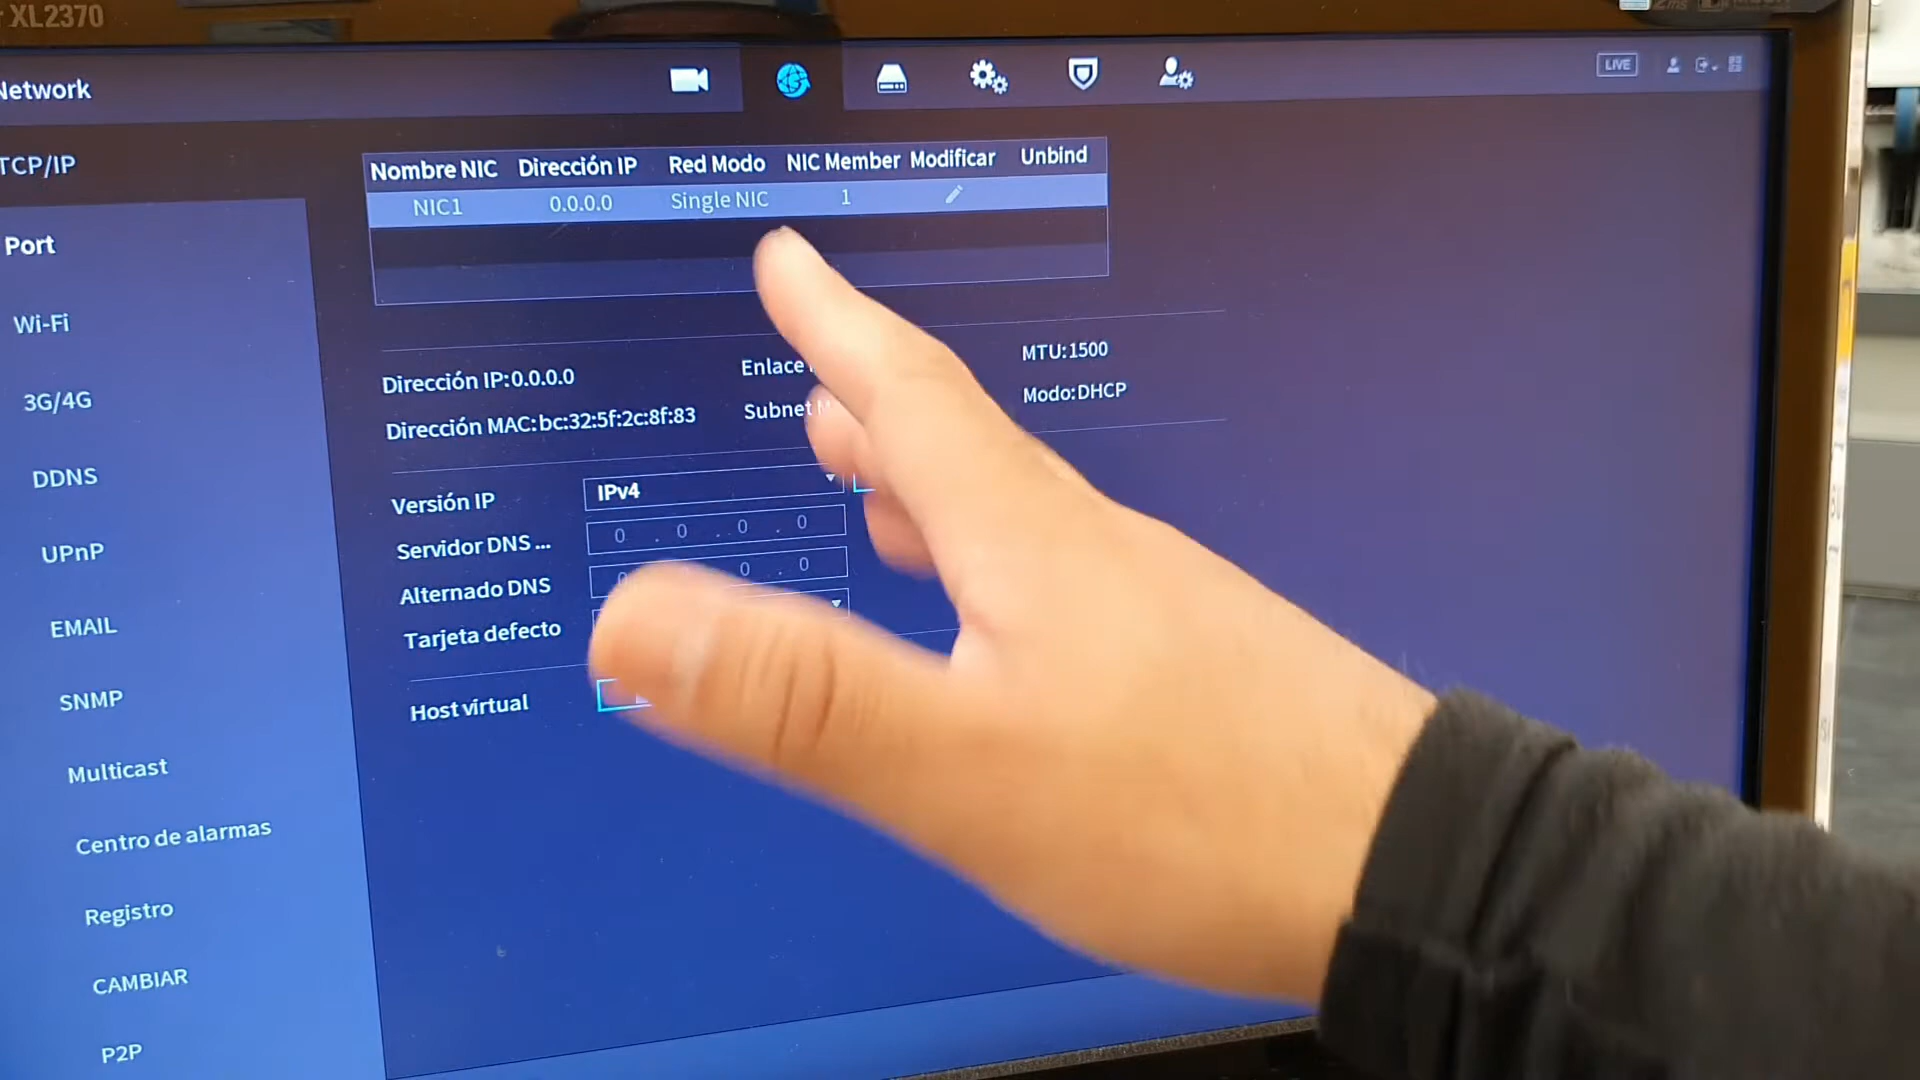 XL2370
2ms
Network
LIVE
TCP/IP
Port
Wi-Fi
3G/4G
DDNS
UPnP
EMAIL
SNMP
Multicast
Centro de alarmas
Registro
CAMBIAR
P2P
Nombre NIC Dirección IP Red Modo NIC Member Modificar Unbind
NIC1 0.0.0.0 Single NIC 1
Dirección IP:0.0.0.0 Enlace MTU:1500
Dirección MAC:bc:32:5f:2c:8f:83 Subnet M Modo:DHCP
Versión IP IPv4
Servidor DNS ... 0 . 0 . 0 . 0
Alternado DNS 0 0 . 0
Tarjeta defecto
Host virtual